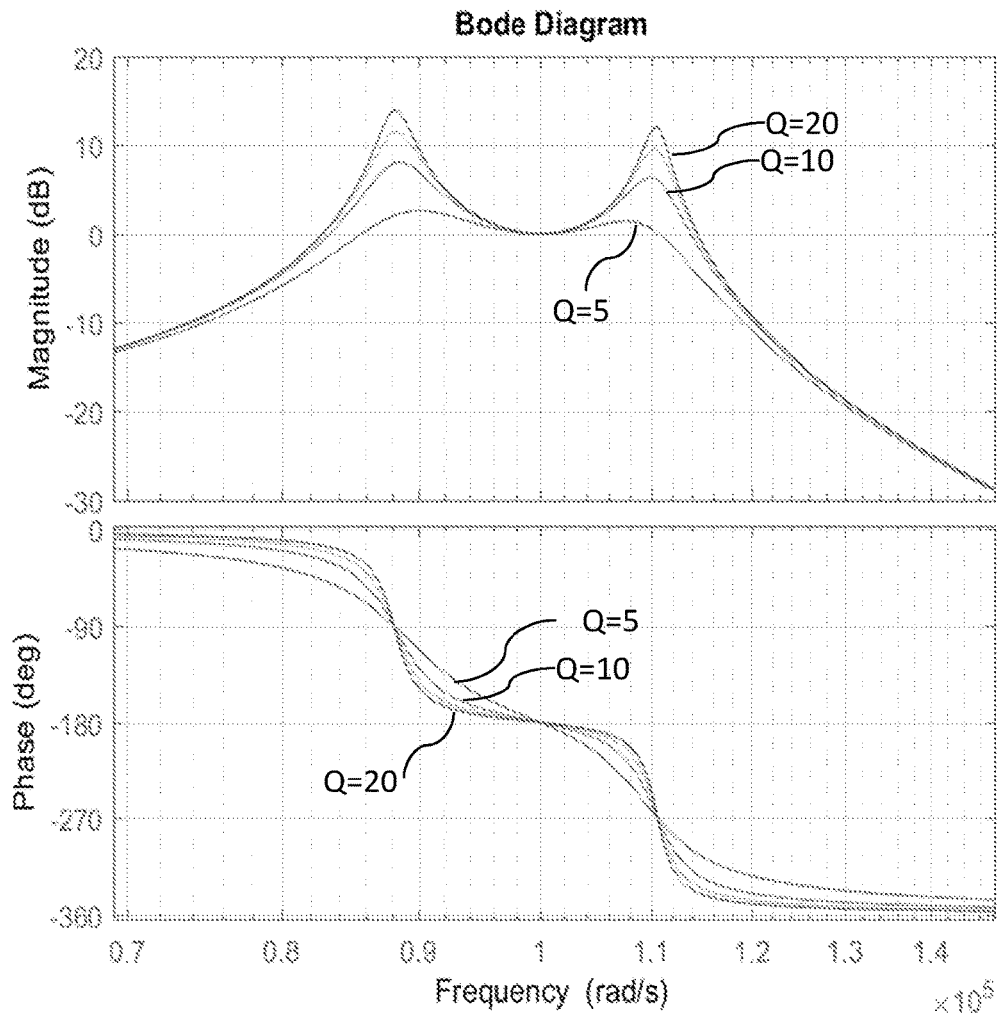 Bode Diagram
Magnitude (dB)
20
10
0
-10
-20
-30
Q=20
Q=10
Q=5
Phase (deg)
0
-90
-180
-270
-360
Q=5
Q=10
Q=20
0.7 0.8 0.9 1 1.1 1.2 1.3 1.4
Frequency (rad/s)
×10⁵